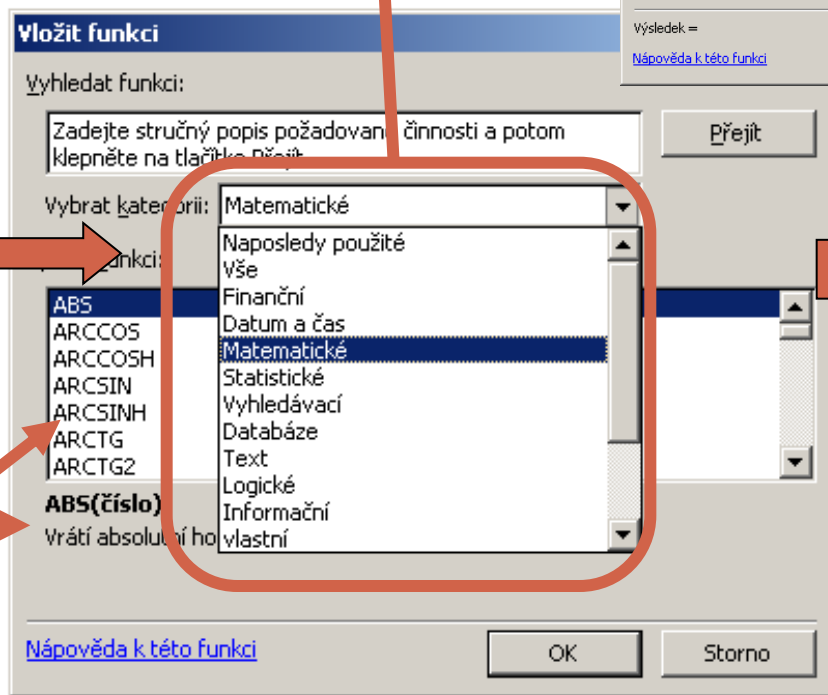 Výsledek =
Nápověda k této funkci
Vložit funkci
Vyhledat funkci:
Zadejte stručný popis požadované činnosti a potom
klepněte na tlačítko Přejít
Přejít
Vybrat kategorii: Matematické
Naposledy použité
Vše
Finanční
Datum a čas
Matematické
Statistické
Vyhledávací
Databáze
Text
Logické
Informační
vlastní
funkci:
ABS
ARCCOS
ARCCOSH
ARCSIN
ARCSINH
ARCTG
ARCTG2
ABS(číslo)
Vrátí absolutní ho
Nápověda k této funkci
OK
Storno